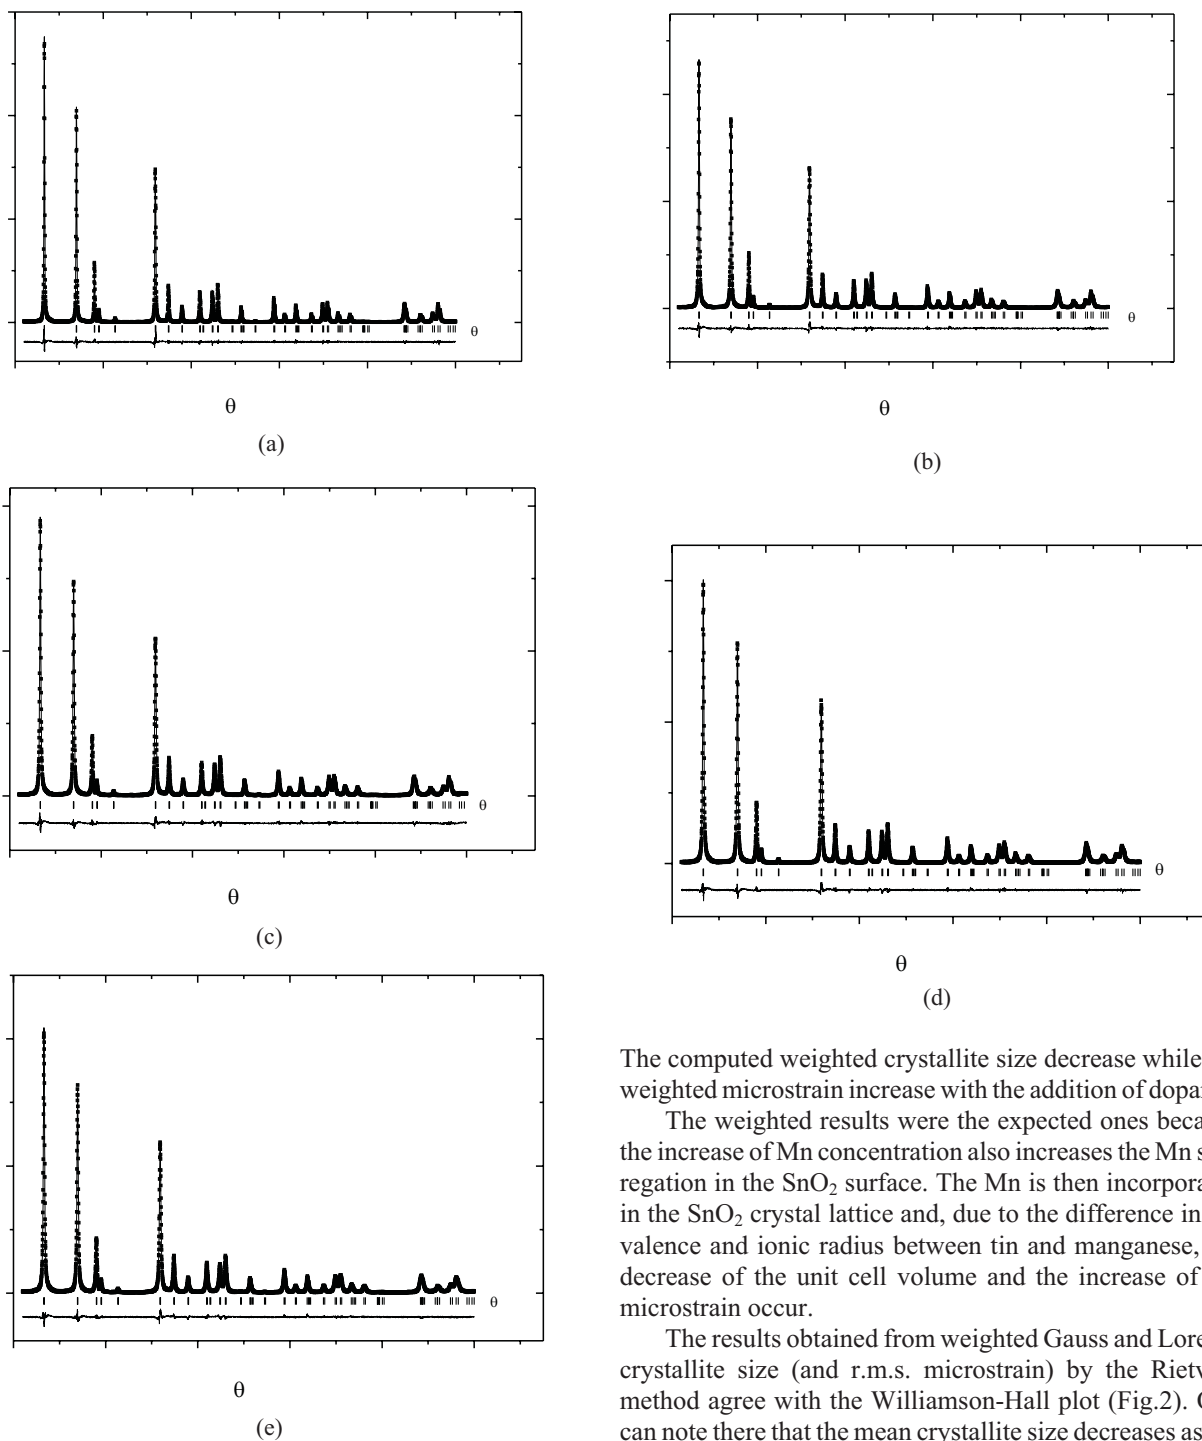 θ
θ
(a)
θ
θ
(b)
θ
θ
(c)
θ
θ
(d)
θ
θ
(e)
The computed weighted crystallite size decrease while
weighted microstrain increase with the addition of
The weighted results were the expected ones
the increase of Mn concentration also increases the Mn
regation in the SnO₂ surface. The Mn is then
in the SnO₂ crystal lattice and, due to the difference in
valence and ionic radius between tin and manganese,
decrease of the unit cell volume and the increase of
microstrain occur.
The results obtained from weighted Gauss and
crystallite size (and r.m.s. microstrain) by the
method agree with the Williamson-Hall plot (Fig.2).
can note there that the mean crystallite size decreases as